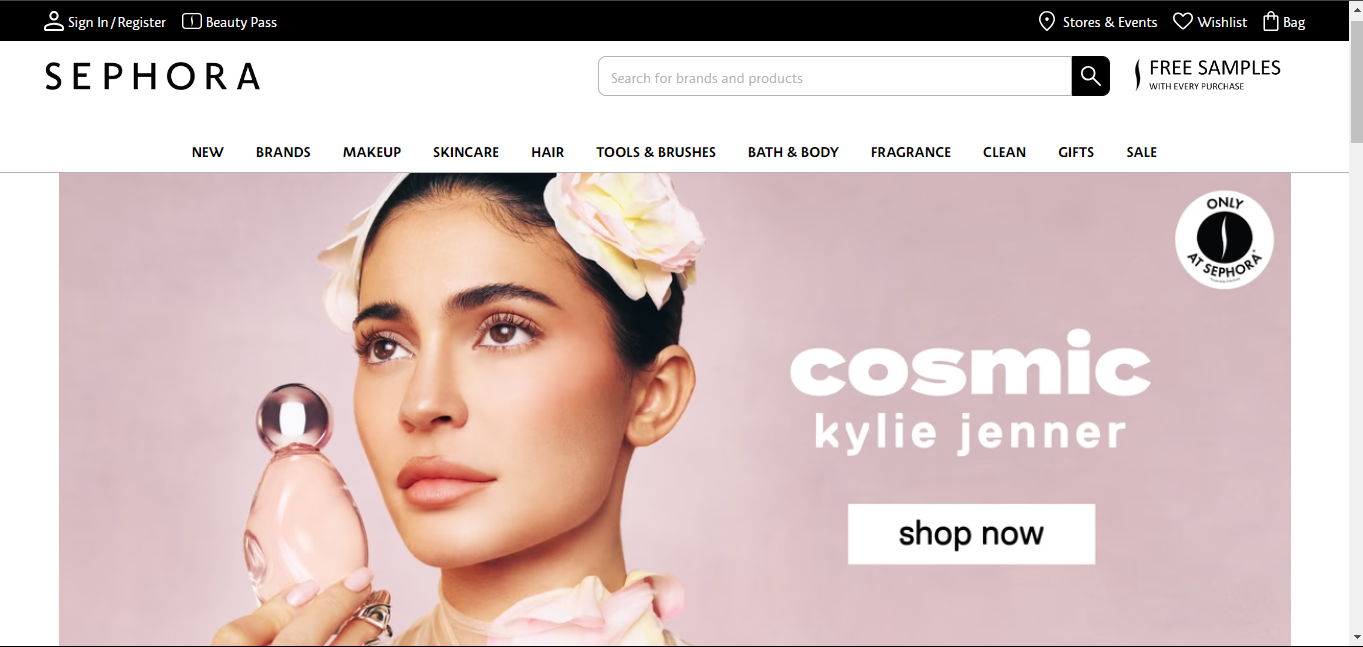 Sign In / Register
Beauty Pass
Stores & Events
Wishlist
Bag
SEPHORA
Search for brands and products
FREE SAMPLES
WITH EVERY PURCHASE
NEW BRANDS MAKEUP SKINCARE HAIR TOOLS & BRUSHES BATH & BODY FRAGRANCE CLEAN GIFTS SALE
ONLY
AT SEPHORA
cosmic
kylie jenner
shop now